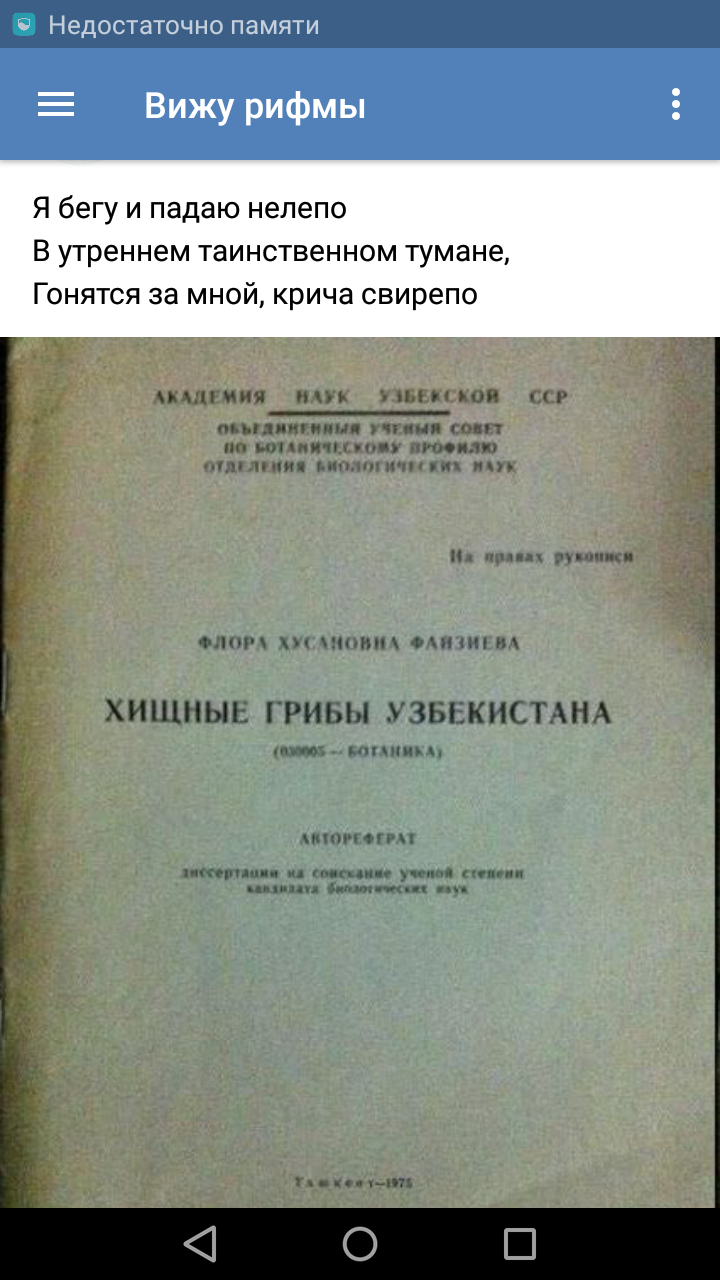 Недостаточно памяти
Вижу рифмы
Я бегу и падаю нелепо
В утреннем таинственном тумане,
Гонятся за мной, крича свирепо
АКАДЕМИЯ НАУК УЗБЕКСКОЙ ССР
ОБЪЕДИНЕННЫЙ УЧЕНЫЙ СОВЕТ
ПО БОТАНИЧЕСКОМУ ПРОФИЛЮ
ОТДЕЛЕНИЯ БИОЛОГИЧЕСКИХ НАУК
На правах рукописи
ФЛОРА ХУСАНОВНА ФАЙЗИЕВА
ХИЩНЫЕ ГРИБЫ УЗБЕКИСТАНА
(030005 — БОТАНИКА)
АВТОРЕФЕРАТ
диссертации на соискание ученой степени
кандидата биологических наук
Ташкент—1975